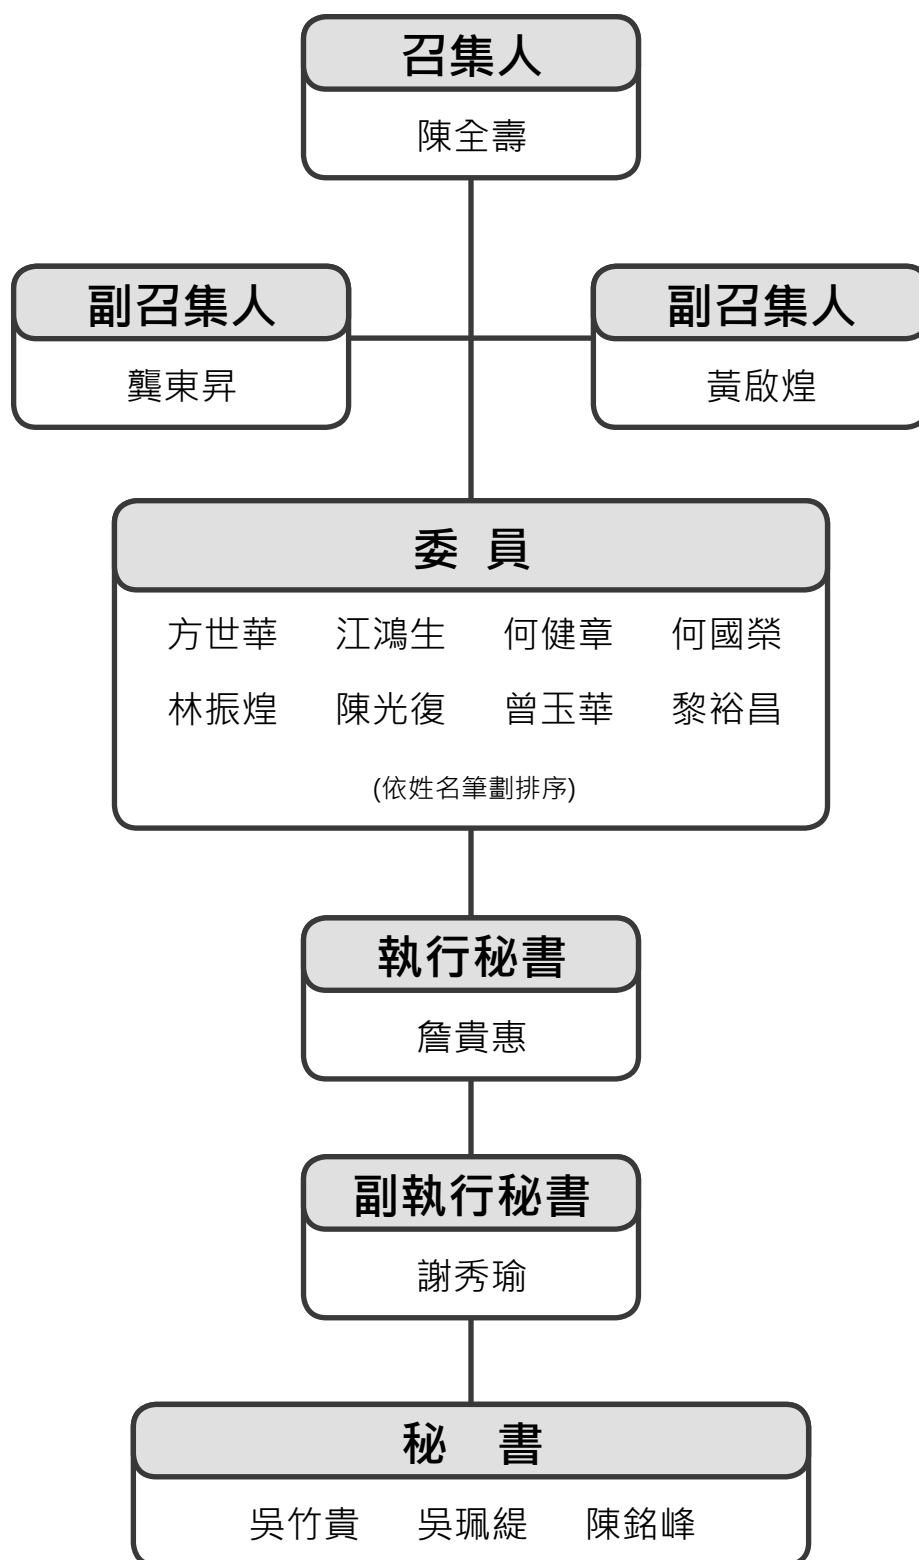 召集人
陳全壽
副召集人 副召集人
龔東昇 黃啟煌
委 員
方世華 江鴻生 何健章 何國榮
林振煌 陳光復 曾玉華 黎裕昌
(依姓名筆劃排序)
執行秘書
詹貴惠
副執行秘書
謝秀瑜
秘 書
吳竹貴 吳珮緹 陳銘峰